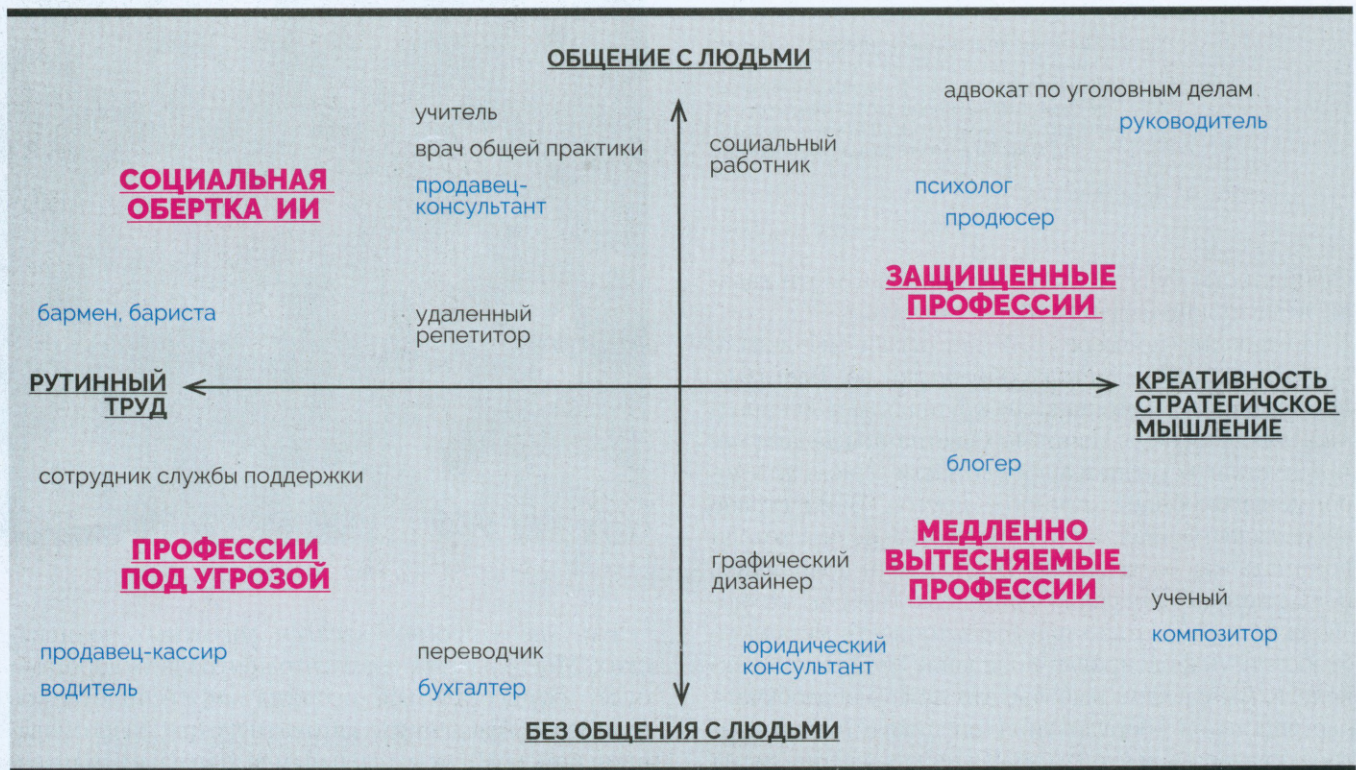 ОБЩЕНИЕ С ЛЮДЬМИ
адвокат по уголовным делам
руководитель
учитель
врач общей практики
продавец-
консультант
социальный
работник
СОЦИАЛЬНАЯ
ОБЕРТКА ИИ
психолог
продюсер
ЗАЩИЩЕННЫЕ
ПРОФЕССИИ
бармен, бариста
удаленный
репетитор
РУТИННЫЙ
ТРУД
КРЕАТИВНОСТЬ
СТРАТЕГИЧСКОЕ
МЫШЛЕНИЕ
сотрудник службы поддержки
блогер
ПРОФЕССИИ
ПОД УГРОЗОЙ
графический
дизайнер
МЕДЛЕННО
ВЫТЕСНЯЕМЫЕ
ПРОФЕССИИ
ученый
композитор
продавец-кассир
водитель
переводчик
бухгалтер
юридический
консультант
БЕЗ ОБЩЕНИЯ С ЛЮДЬМИ